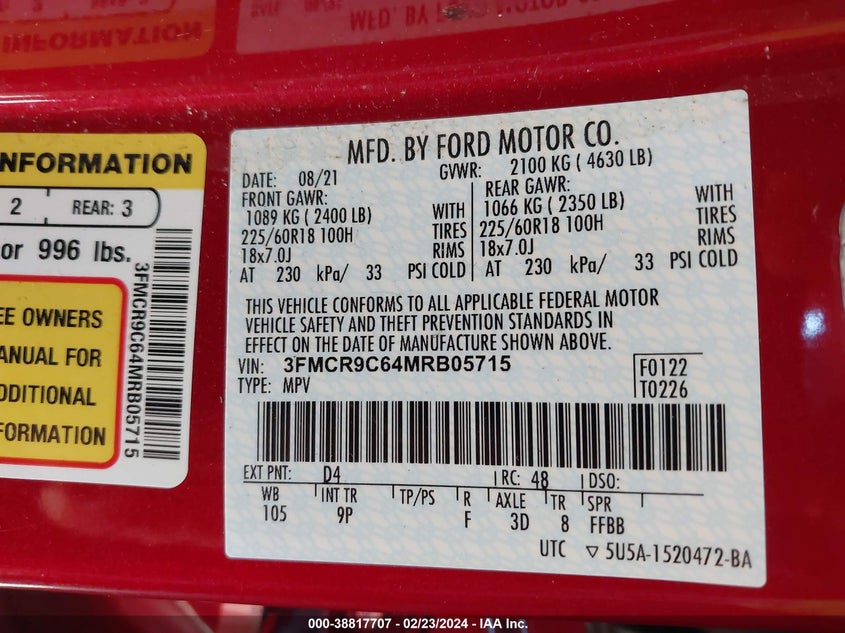 MFD. BY FORD MOTOR CO.
DATE: 08/21 GVWR: 2100 KG ( 4630 LB)
FRONT GAWR: REAR GAWR:
1089 KG ( 2400 LB) WITH 1066 KG ( 2350 LB) WITH
225/60R18 100H TIRES 225/60R18 100H TIRES
18x7.0J RIMS 18x7.0J RIMS
AT 230 kPa/ 33 PSI COLD AT 230 kPa/ 33 PSI COLD
THIS VEHICLE CONFORMS TO ALL APPLICABLE FEDERAL MOTOR
VEHICLE SAFETY AND THEFT PREVENTION STANDARDS IN
EFFECT ON THE DATE OF MANUFACTURE SHOWN ABOVE.
VIN: 3FMCR9C64MRB05715 F0122
TYPE: MPV T0226
EXT PNT: D4 RC: 48 DSO:
WB INT TR TP/PS R AXLE TR SPR
105 9P F 3D 8 FFBB
UTC ▽ 5U5A-1520472-BA
NFORMATION
2 REAR: 3
or 996 lbs.
EE OWNERS
ANUAL FOR
DDITIONAL
FORMATION
3FMCR9C64MRB05715
INFORMATION
MFD. BY FORD MOTOR
000-38817707 - 02/23/2024 - IAA Inc.